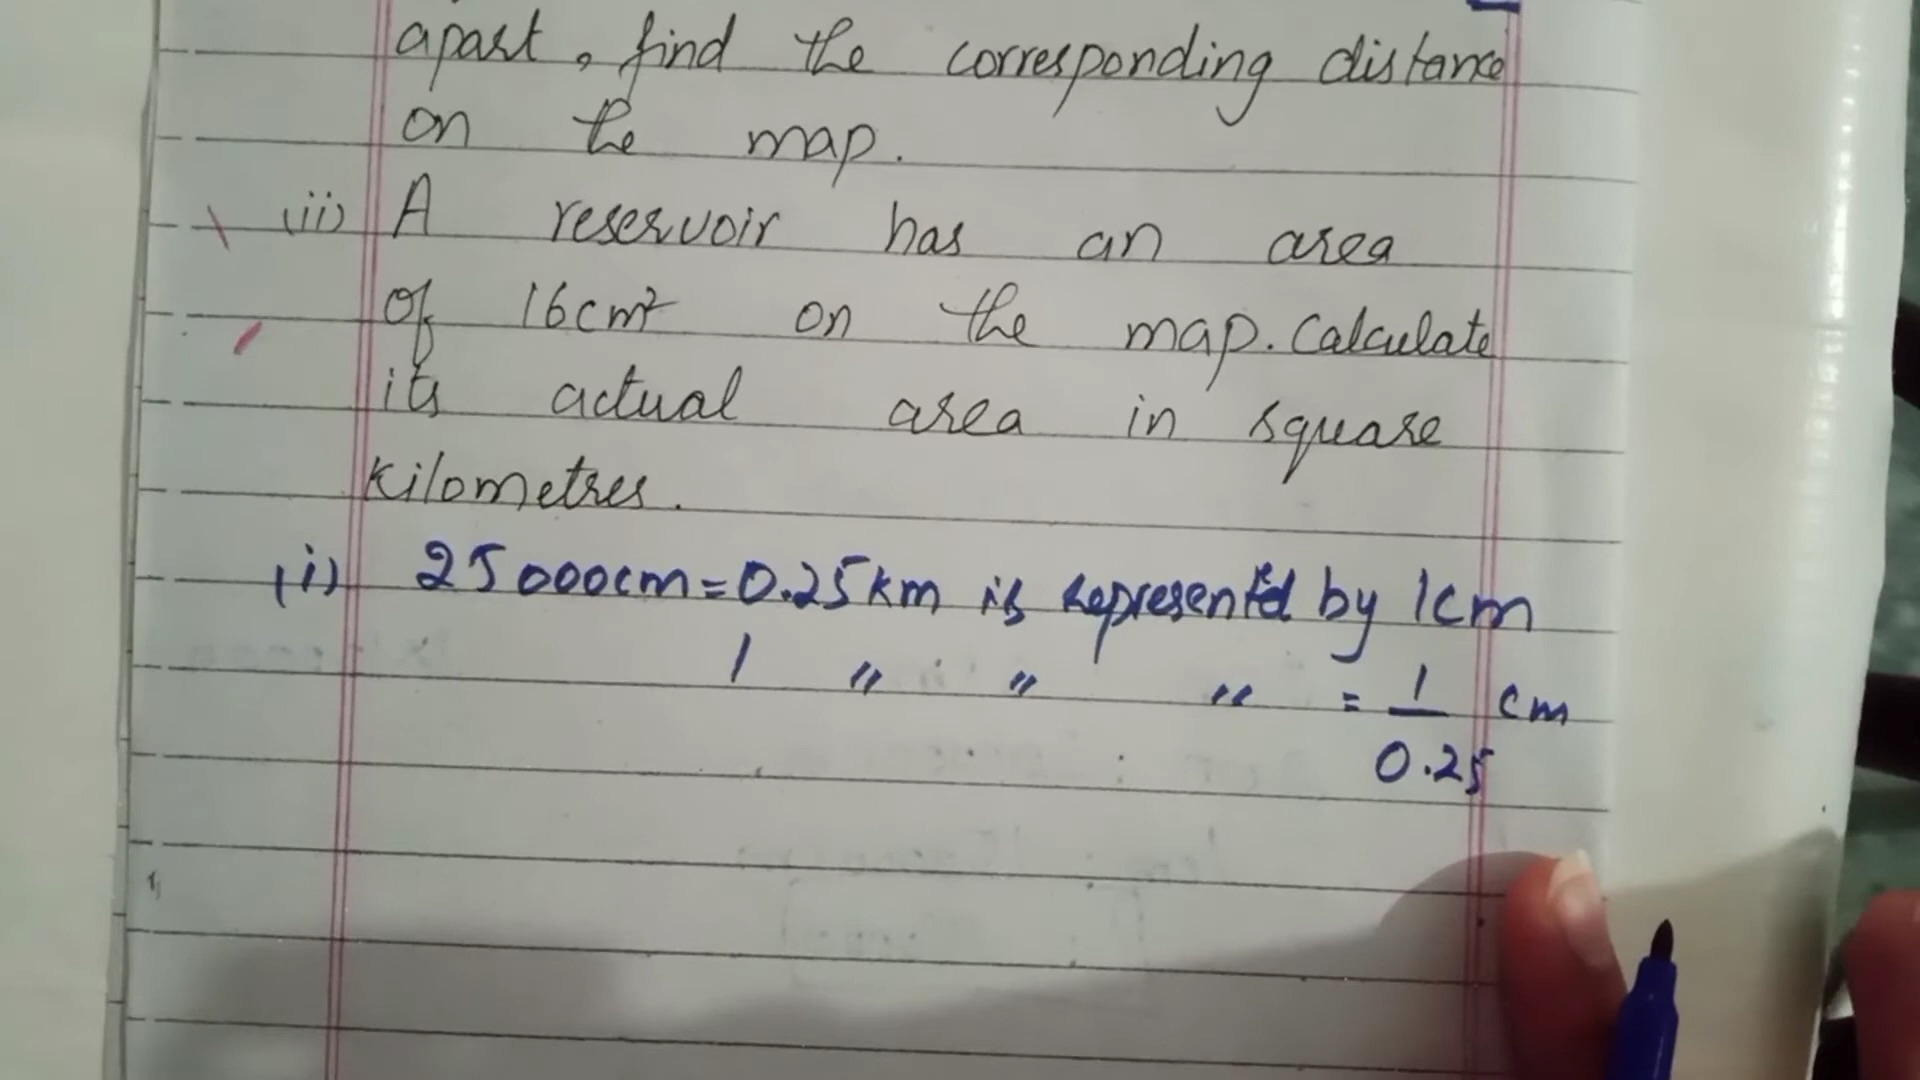 apart, find the corresponding distance
on the map.
(ii) A reservoir has an area
of 16cm² on the map. Calculate
its actual area in square
kilometres.
(i) 25000cm=0.25km is represented by 1cm
1 " " " = 1/0.25 cm